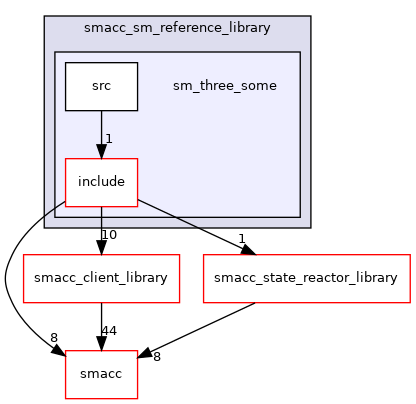 smacc_sm_reference_library
src
sm_three_some
1
include
10
1
smacc_client_library
smacc_state_reactor_library
8
44
8
smacc